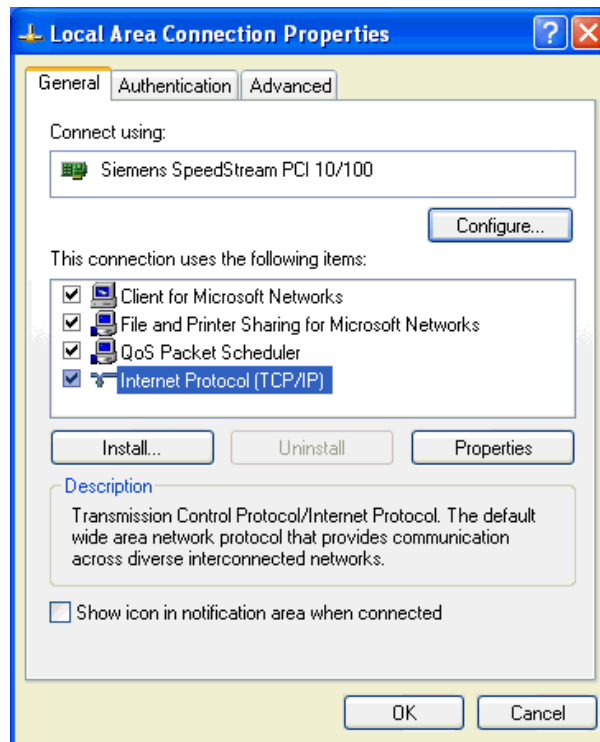 Local Area Connection Properties
General Authentication Advanced
Connect using:
Siemens SpeedStream PCI 10/100
Configure...
This connection uses the following items:
Client for Microsoft Networks
File and Printer Sharing for Microsoft Networks
QoS Packet Scheduler
Internet Protocol (TCP/IP)
Install... Uninstall Properties
Description
Transmission Control Protocol/Internet Protocol. The default
wide area network protocol that provides communication
across diverse interconnected networks.
Show icon in notification area when connected
OK Cancel